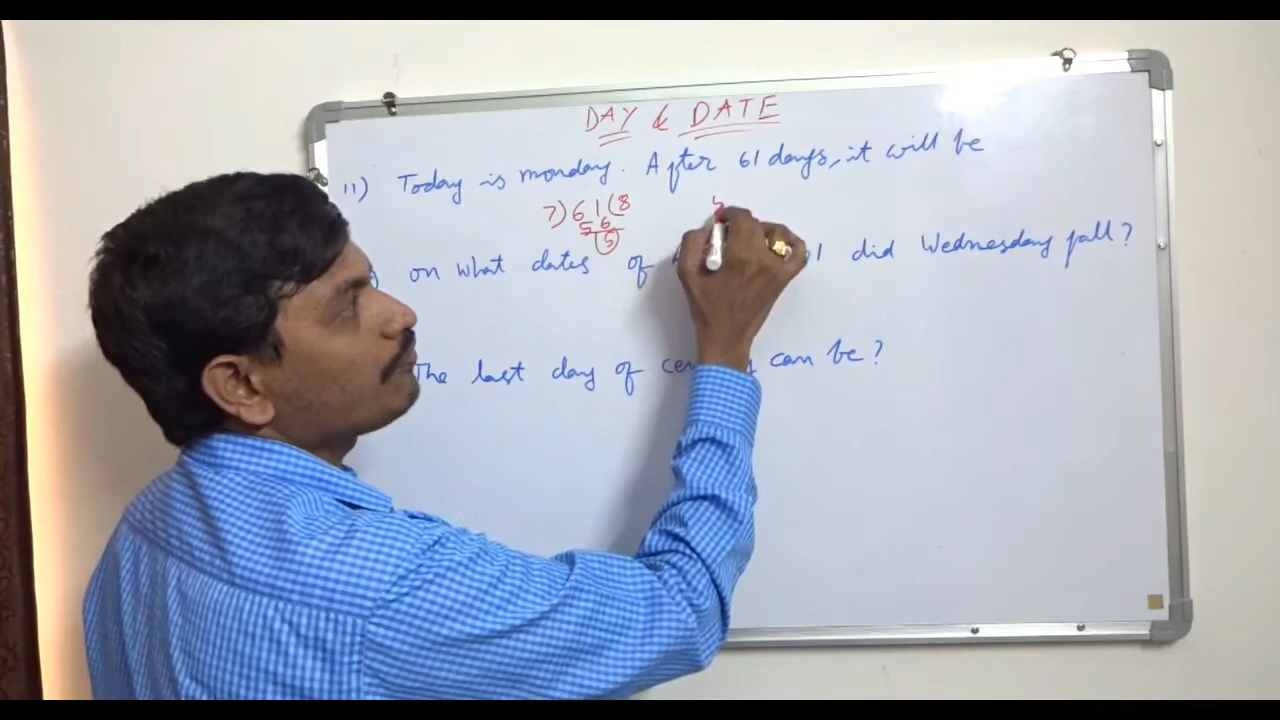 DAY & DATE
11) Today is monday. After 61 days, it will be
7) 61 (8
56
5
5
) on what dates of did Wednesday fall?
The last day of can be?